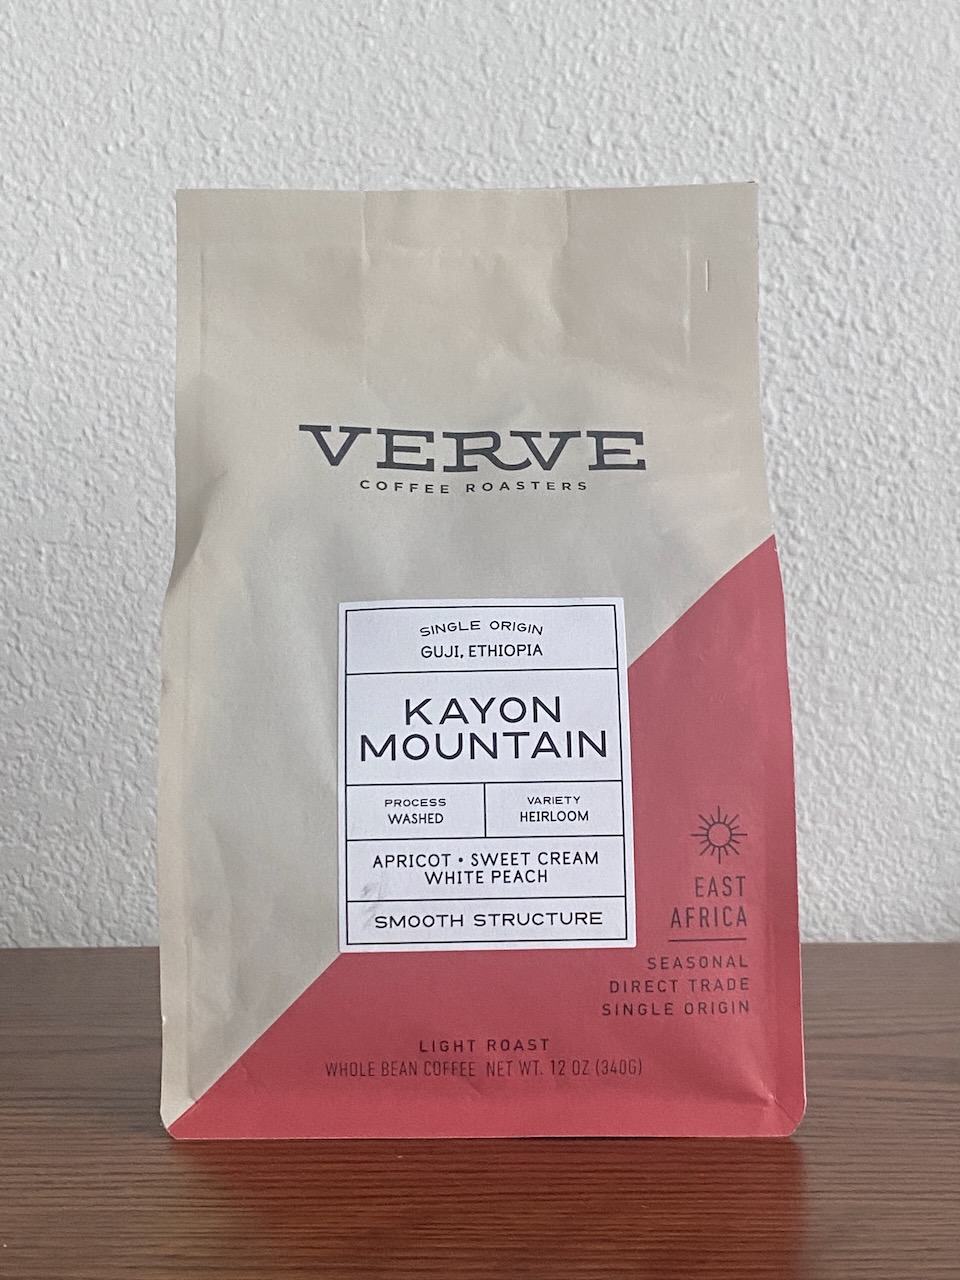 VERVE
COFFEE ROASTERS
SINGLE ORIGIN
GUJI, ETHIOPIA
KAYON
MOUNTAIN
PROCESS
WASHED
VARIETY
HEIRLOOM
APRICOT • SWEET CREAM
WHITE PEACH
SMOOTH STRUCTURE
EAST
AFRICA
SEASONAL
DIRECT TRADE
SINGLE ORIGIN
LIGHT ROAST
WHOLE BEAN COFFEE NET WT. 12 OZ (340G)